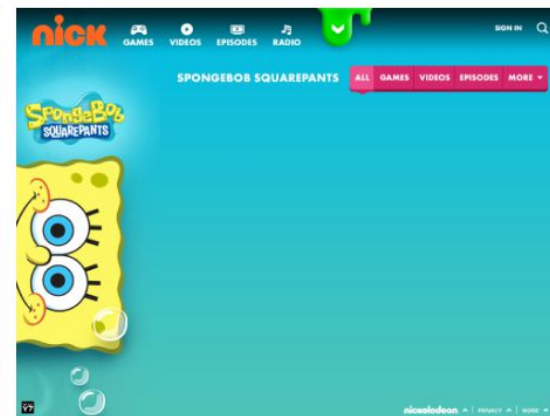 nick
GAMES VIDEOS EPISODES RADIO
SIGN IN
SPONGEBOB SQUAREPANTS
ALL GAMES VIDEOS EPISODES MORE
SPONGEBOB
SQUAREPANTS
nickelodeon PRIVACY MORE